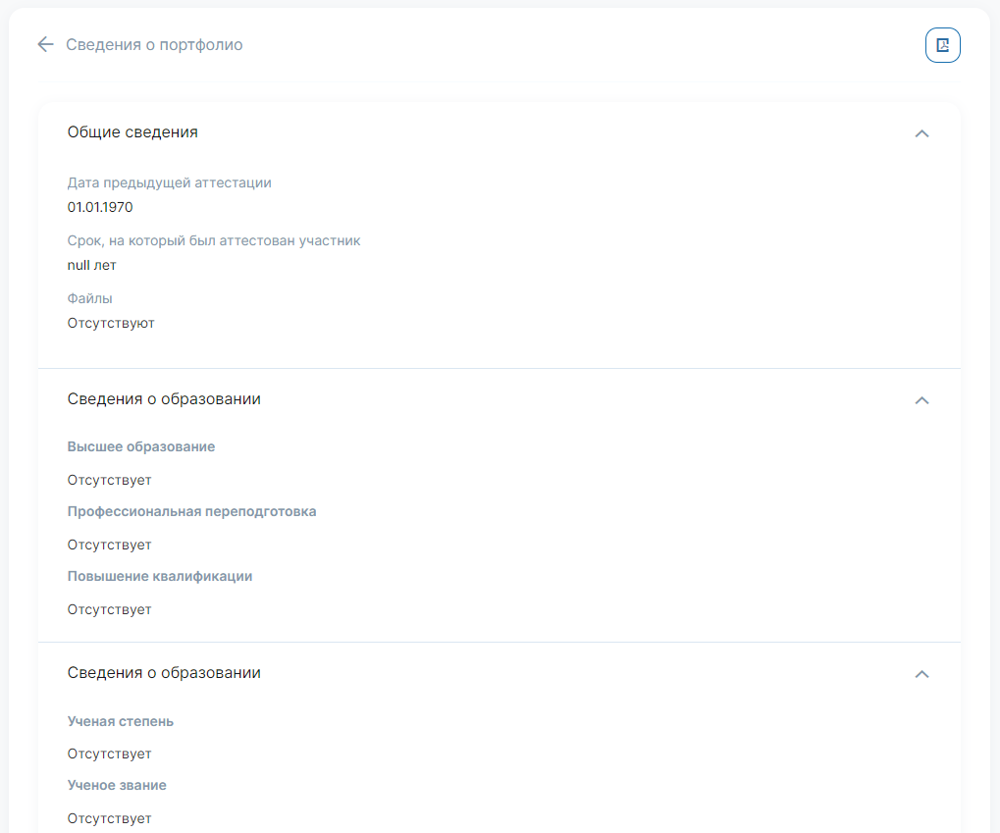 Сведения о портфолио
Общие сведения
Дата предыдущей аттестации
01.01.1970
Срок, на который был аттестован участник
null лет
Файлы
Отсутствуют
Сведения о образовании
Высшее образование
Отсутствует
Профессиональная переподготовка
Отсутствует
Повышение квалификации
Отсутствует
Сведения о образовании
Ученая степень
Отсутствует
Ученое звание
Отсутствует